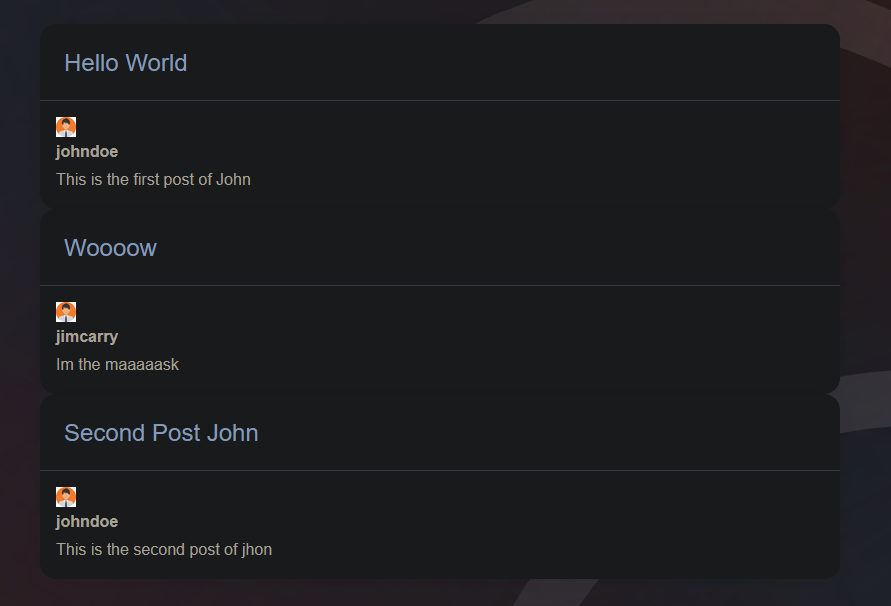 Hello World
johndoe
This is the first post of John
Woooow
jimcarry
Im the maaaaask
Second Post John
johndoe
This is the second post of jhon